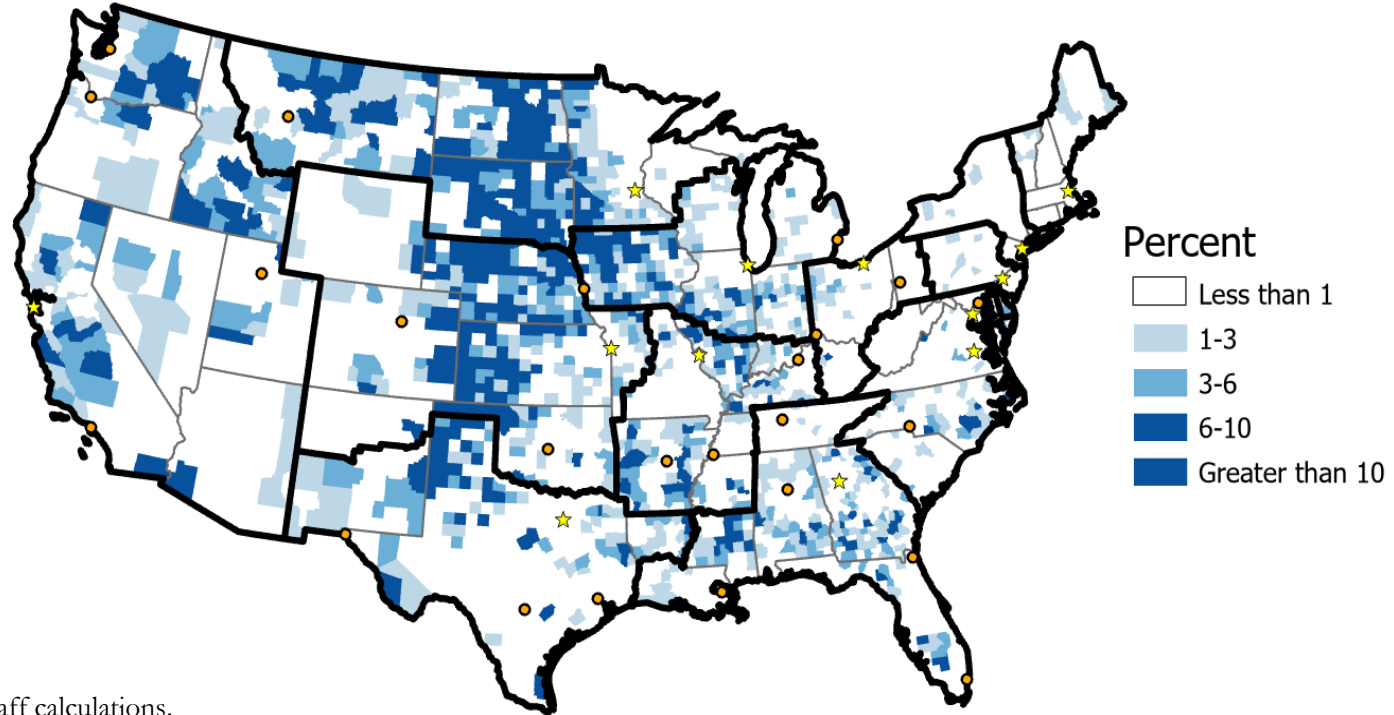 Percent
Less than 1
1-3
3-6
6-10
Greater than 10
aff calculations.